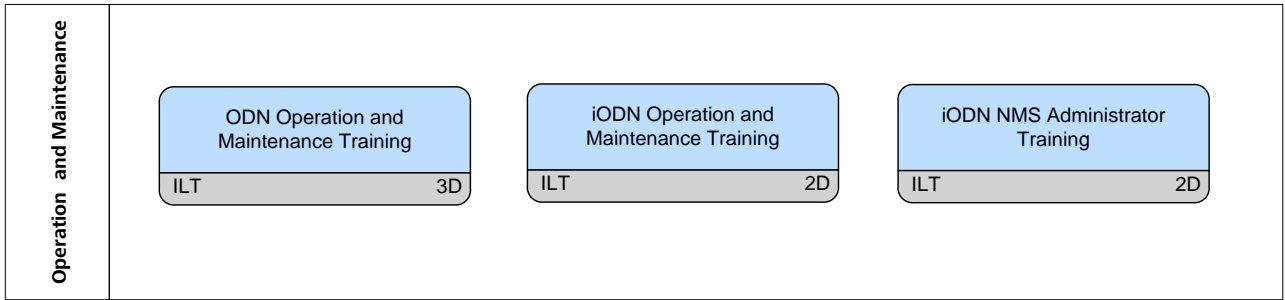 Operation and Maintenance
ODN Operation and
Maintenance Training
ILT 3D
iODN Operation and
Maintenance Training
ILT 2D
iODN NMS Administrator
Training
ILT 2D